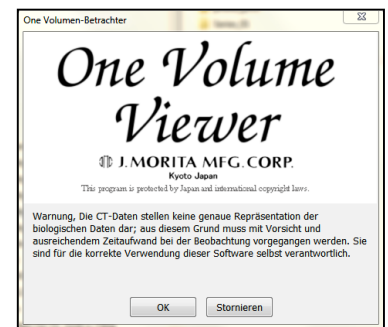 One Volumen-Betrachter
One Volume
Viewer
J. MORITA MFG. CORP.
Kyoto Japan
This program is protected by Japan and international copyright laws.
Warnung, Die CT-Daten stellen keine genaue Repräsentation der
biologischen Daten dar; aus diesem Grund muss mit Vorsicht und
ausreichendem Zeitaufwand bei der Beobachtung vorgegangen werden. Sie
sind für die korrekte Verwendung dieser Software selbst verantwortlich.
OK
Stornieren